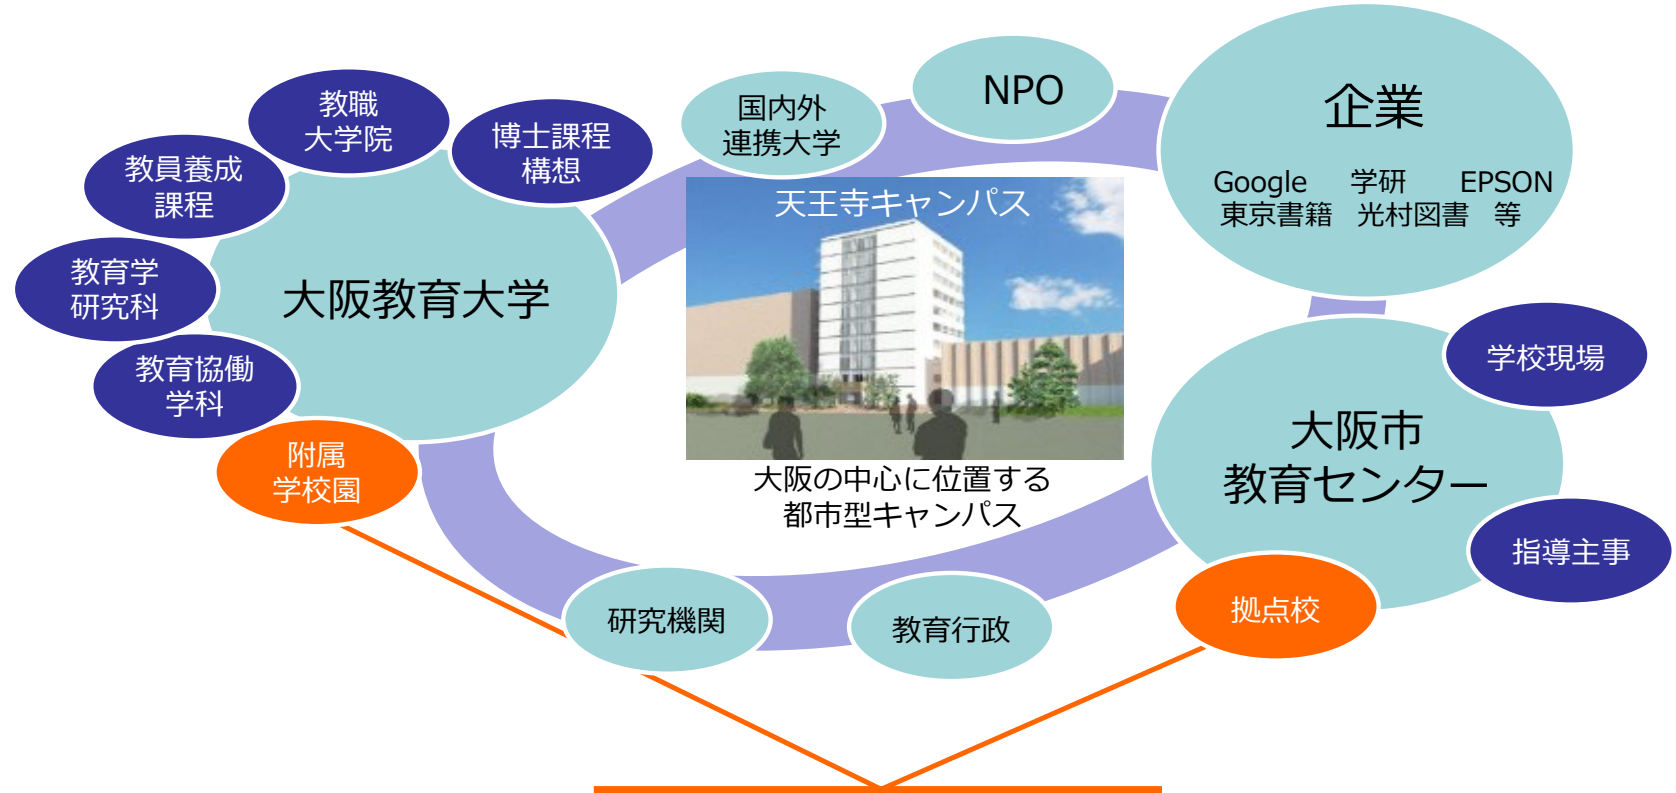 教職
大学院
博士課程
構想
教員養成
課程
教育学
研究科
教育協働
学科
附属
学校園
大阪教育大学
国内外
連携大学
NPO
企業
Google 学研 EPSON
東京書籍 光村図書 等
天王寺キャンパス
大阪の中心に位置する
都市型キャンパス
学校現場
大阪市
教育センター
指導主事
拠点校
研究機関
教育行政